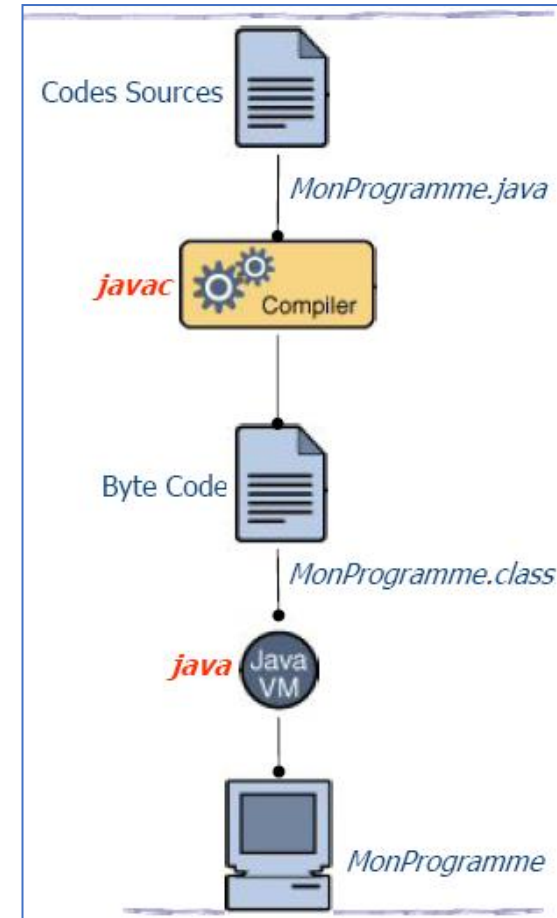 Codes Sources
MonProgramme.java
javac
Compiler
Byte Code
MonProgramme.class
java
Java
VM
MonProgramme